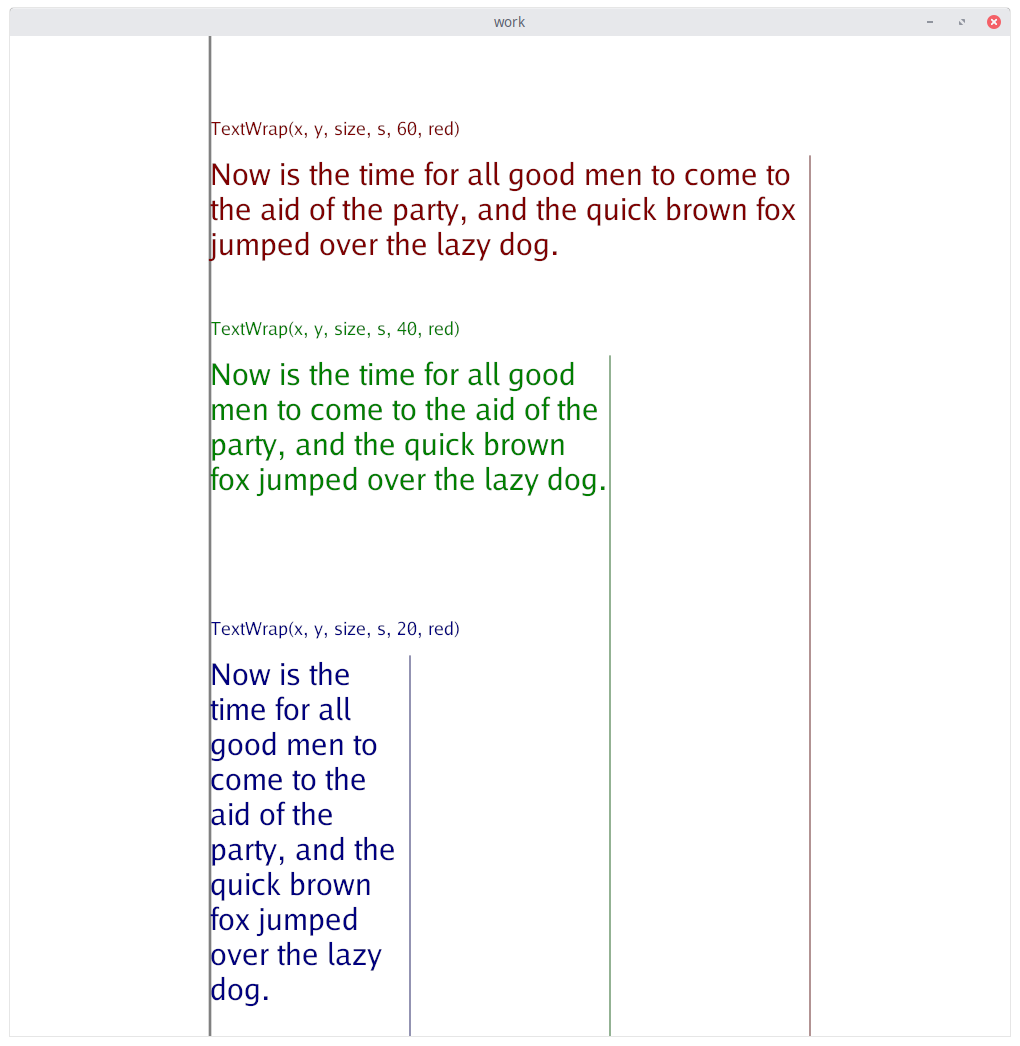 work
TextWrap(x, y, size, s, 60, red)
Now is the time for all good men to come to
the aid of the party, and the quick brown fox
jumped over the lazy dog.
TextWrap(x, y, size, s, 40, red)
Now is the time for all good
men to come to the aid of the
party, and the quick brown
fox jumped over the lazy dog.
TextWrap(x, y, size, s, 20, red)
Now is the
time for all
good men to
come to the
aid of the
party, and the
quick brown
fox jumped
over the lazy
dog.